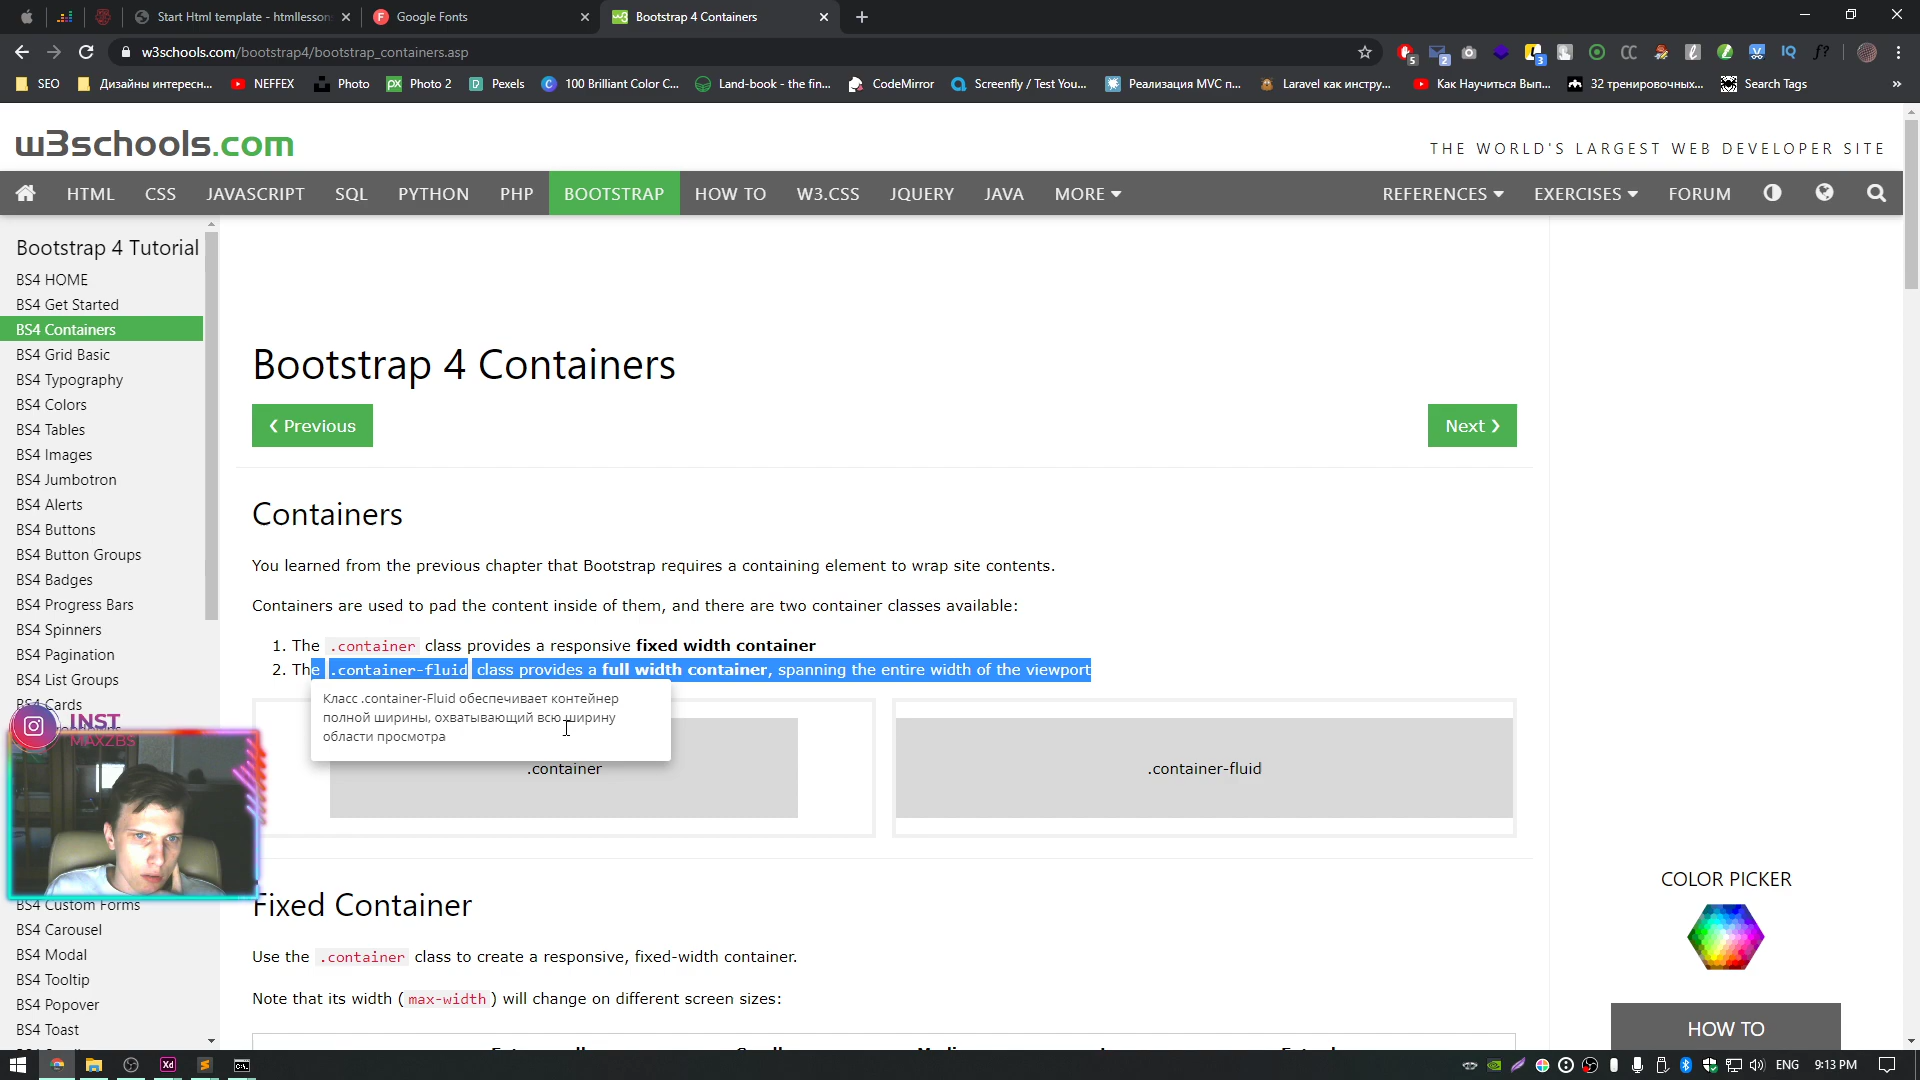 Start Html template - htmllesson
Google Fonts
Bootstrap 4 Containers
w3schools.com/bootstrap4/bootstrap_containers.asp
SEO
Дизайны интересн...
NEFFEX
Photo
Photo 2
Pexels
100 Brilliant Color C...
Land-book - the fin...
CodeMirror
Screenfly / Test You...
Реализация MVC п...
Laravel как инстру...
Как Научиться Вып...
32 тренировочных...
Search Tags
w3schools.com
THE WORLD'S LARGEST WEB DEVELOPER SITE
HTML
CSS
JAVASCRIPT
SQL
PYTHON
PHP
BOOTSTRAP
HOW TO
W3.CSS
JQUERY
JAVA
MORE
REFERENCES
EXERCISES
FORUM
Bootstrap 4 Tutorial
BS4 HOME
BS4 Get Started
BS4 Containers
BS4 Grid Basic
BS4 Typography
BS4 Colors
BS4 Tables
BS4 Images
BS4 Jumbotron
BS4 Alerts
BS4 Buttons
BS4 Button Groups
BS4 Badges
BS4 Progress Bars
BS4 Spinners
BS4 Pagination
BS4 List Groups
BS4 Cards
INST
MAXZBS
BS4 Custom Forms
BS4 Carousel
BS4 Modal
BS4 Tooltip
BS4 Popover
BS4 Toast
Bootstrap 4 Containers
❮ Previous
Next ❯
Containers
You learned from the previous chapter that Bootstrap requires a containing element to wrap site contents.
Containers are used to pad the content inside of them, and there are two container classes available:
1. The .container class provides a responsive fixed width container
2. The .container-fluid class provides a full width container, spanning the entire width of the viewport
Класс .container-Fluid обеспечивает контейнер
полной ширины, охватывающий всю ширину
области просмотра
.container
.container-fluid
Fixed Container
Use the .container class to create a responsive, fixed-width container.
Note that its width (max-width) will change on different screen sizes:
COLOR PICKER
HOW TO
ENG
9:13 PM